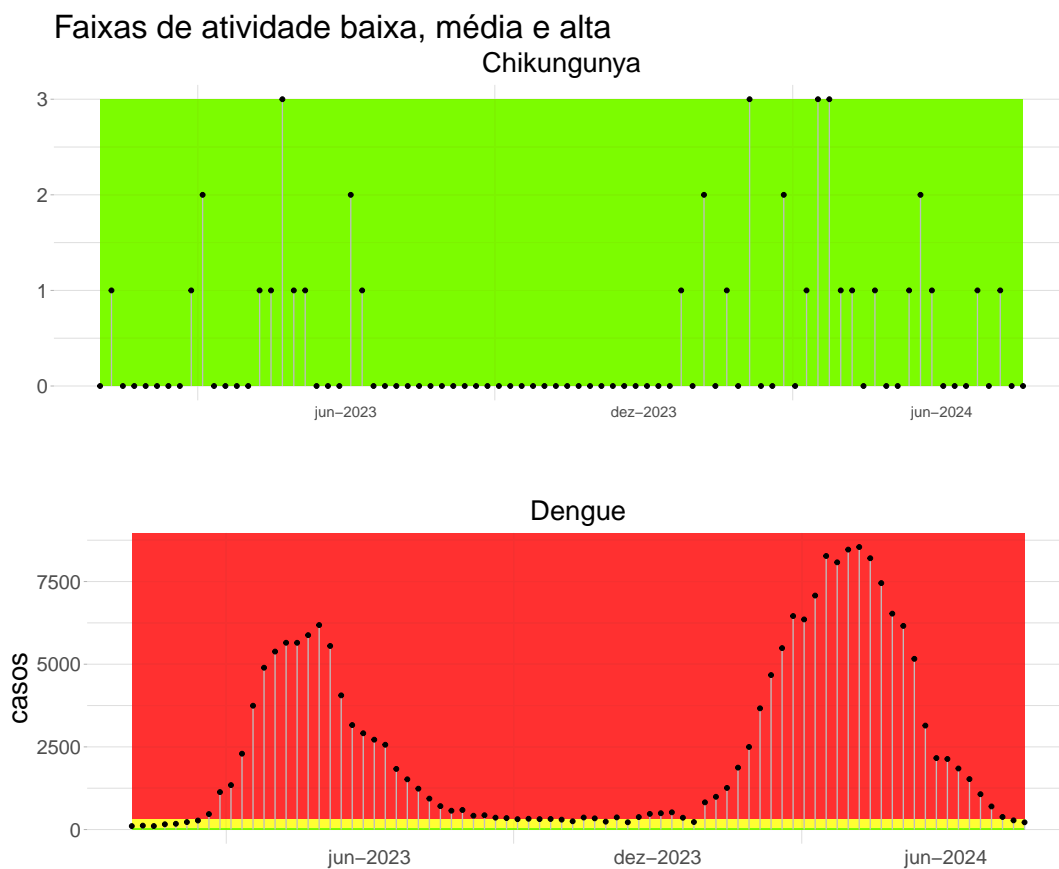 Faixas de atividade baixa, média e alta
Chikungunya
3
2
1
0
jun−2023 dez−2023 jun−2024
Dengue
casos
7500
5000
2500
0
jun−2023 dez−2023 jun−2024